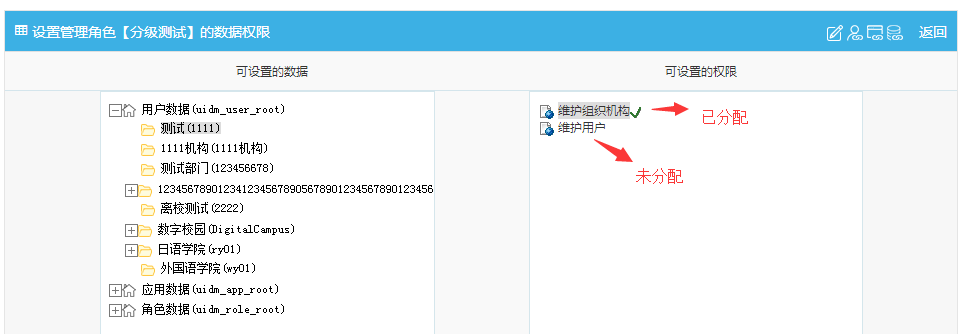 设置管理角色【分级测试】的数据权限
返回
可设置的数据
可设置的权限
用户数据(uidm_user_root)
测试(1111)
1111机构(1111机构)
测试部门(123456678)
1234567890123412345678905678901234567890123456
离校测试(2222)
数字校园(DigitalCampus)
日语学院(ry01)
外国语学院(wy01)
应用数据(uidm_app_root)
角色数据(uidm_role_root)
维护组织机构
已分配
维护用户
未分配